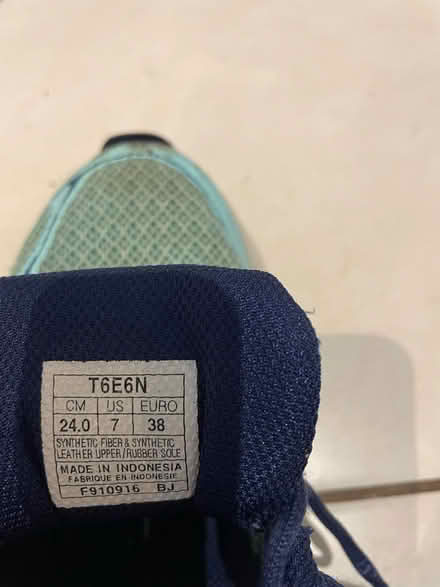 T6E6N
CM US EURO
24.0 7 38
SYNTHETIC FIBER & SYNTHETIC
LEATHER UPPER/RUBBER SOLE
MADE IN INDONESIA
FABRIQUE EN INDONESIE
F910916 BJ